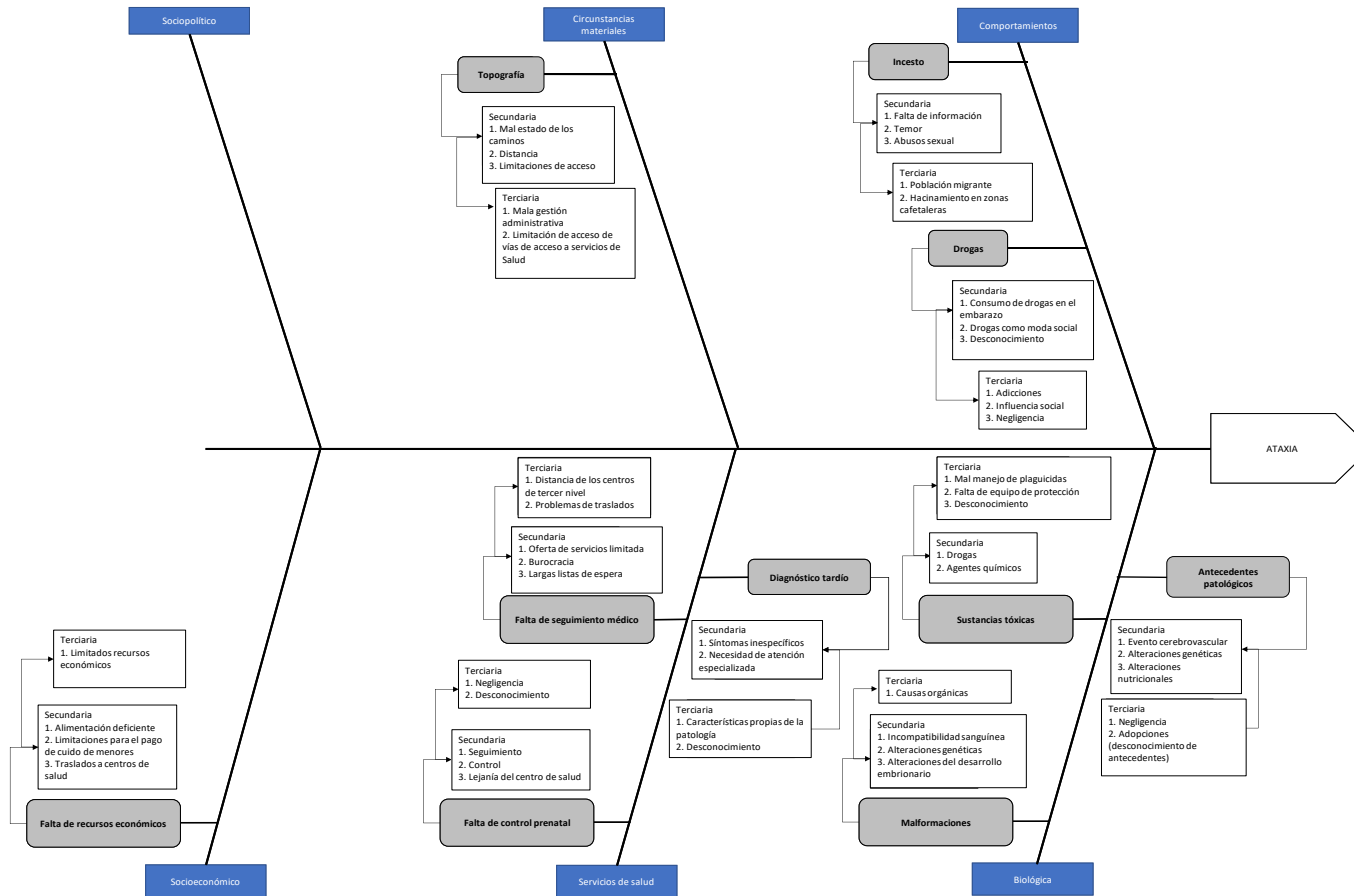 Sociopolítico
Circunstancias
materiales
Comportamientos
Topografía
Secundaria
1. Mal estado de los
caminos
2. Distancia
3. Limitaciones de acceso
Terciaria
1. Mala gestión
administrativa
2. Limitación de acceso de
vías de acceso a servicios de
Salud
Incesto
Secundaria
1. Falta de información
2. Temor
3. Abusos sexual
Terciaria
1. Población migrante
2. Hacinamiento en zonas
cafetaleras
Drogas
Secundaria
1. Consumo de drogas en el
embarazo
2. Drogas como moda social
3. Desconocimiento
Terciaria
1. Adicciones
2. Influencia social
3. Negligencia
ATAXIA
Terciaria
1. Limitados recursos
económicos
Secundaria
1. Alimentación deficiente
2. Limitaciones para el pago
de cuido de menores
3. Traslados a centros de
salud
Falta de recursos económicos
Socioeconómico
Terciaria
1. Distancia de los centros
de tercer nivel
2. Problemas de traslados
Secundaria
1. Oferta de servicios limitada
2. Burocracia
3. Largas listas de espera
Falta de seguimiento médico
Terciaria
1. Negligencia
2. Desconocimiento
Secundaria
1. Seguimiento
2. Control
3. Lejanía del centro de salud
Falta de control prenatal
Diagnóstico tardío
Secundaria
1. Síntomas inespecíficos
2. Necesidad de atención
especializada
Terciaria
1. Características propias de la
patología
2. Desconocimiento
Servicios de salud
Terciaria
1. Mal manejo de plaguicidas
2. Falta de equipo de protección
3. Desconocimiento
Secundaria
1. Drogas
2. Agentes químicos
Sustancias tóxicas
Terciaria
1. Causas orgánicas
Secundaria
1. Incompatibilidad sanguínea
2. Alteraciones genéticas
3. Alteraciones del desarrollo
embrionario
Malformaciones
Antecedentes
patológicos
Secundaria
1. Evento cerebrovascular
2. Alteraciones genéticas
3. Alteraciones
nutricionales
Terciaria
1. Negligencia
2. Adopciones
(desconocimiento de
antecedentes)
Biológica